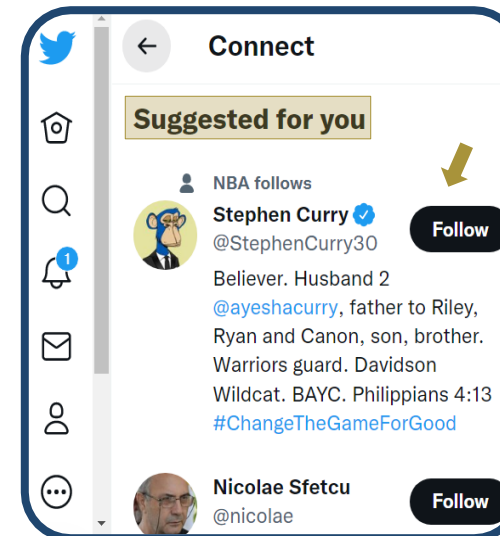 Connect
Suggested for you
NBA follows
Stephen Curry
@StephenCurry30
Follow
Believer. Husband 2
@ayeshacurry, father to Riley,
Ryan and Canon, son, brother.
Warriors guard. Davidson
Wildcat. BAYC. Philippians 4:13
#ChangeTheGameForGood
1
Nicolae Sfetcu
@nicolae
Follow